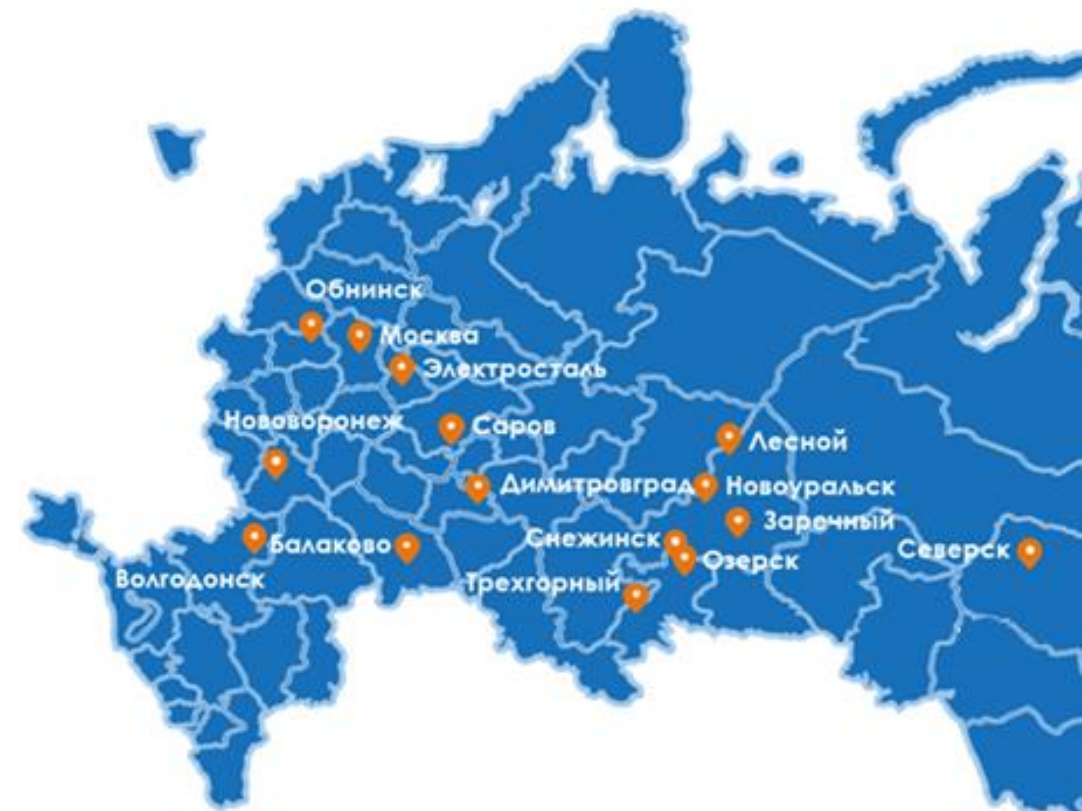 Обнинск
Москва
Электросталь
Нововоронеж
Саров
Лесной
Димитровград
Новоуральск
Заречный
Снежинск
Балаково
Северск
Озерск
Волгодонск
Трехгорный